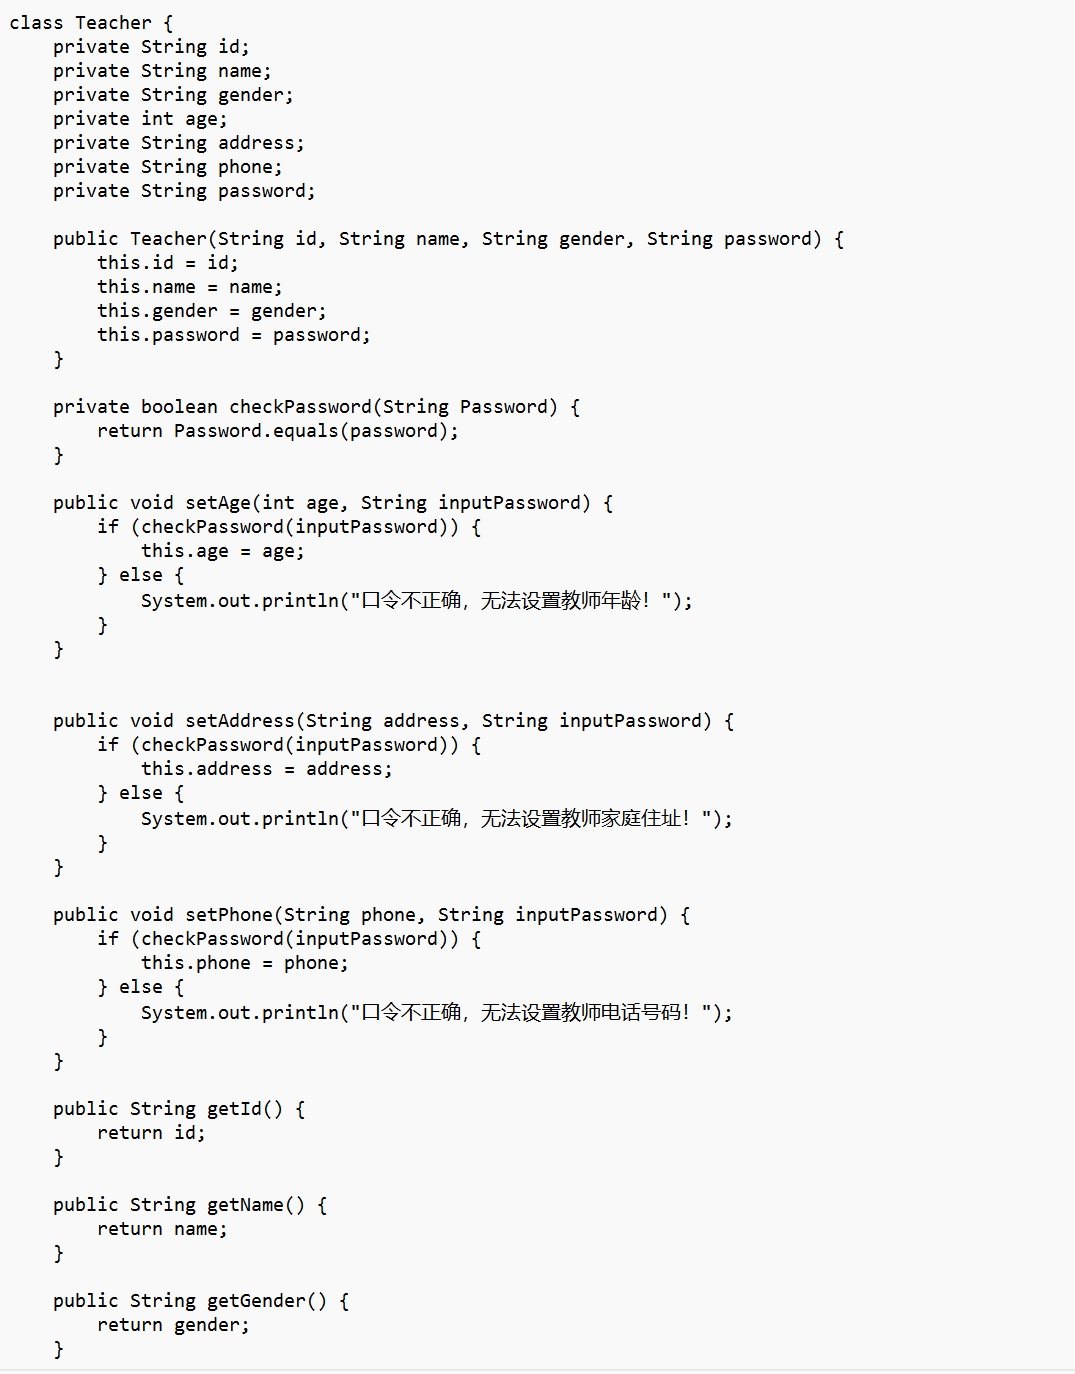 class Teacher {
    private String id;
    private String name;
    private String gender;
    private int age;
    private String address;
    private String phone;
    private String password;

    public Teacher(String id, String name, String gender, String password) {
        this.id = id;
        this.name = name;
        this.gender = gender;
        this.password = password;
    }

    private boolean checkPassword(String Password) {
        return Password.equals(password);
    }

    public void setAge(int age, String inputPassword) {
        if (checkPassword(inputPassword)) {
            this.age = age;
        } else {
            System.out.println("口令不正确，无法设置教师年龄！");
        }
    }

    public void setAddress(String address, String inputPassword) {
        if (checkPassword(inputPassword)) {
            this.address = address;
        } else {
            System.out.println("口令不正确，无法设置教师家庭住址！");
        }
    }

    public void setPhone(String phone, String inputPassword) {
        if (checkPassword(inputPassword)) {
            this.phone = phone;
        } else {
            System.out.println("口令不正确，无法设置教师电话号码！");
        }
    }

    public String getId() {
        return id;
    }

    public String getName() {
        return name;
    }

    public String getGender() {
        return gender;
    }